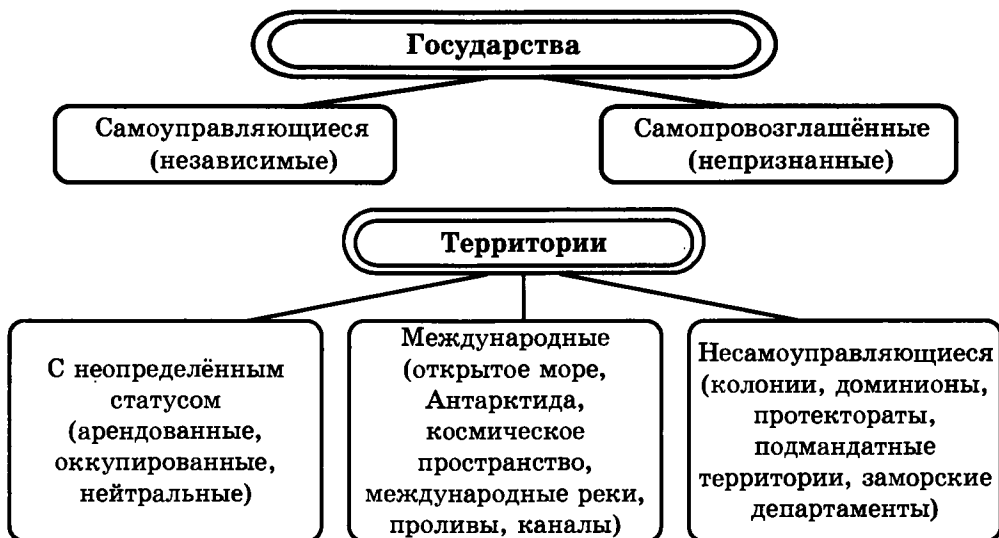 Государства
Самоуправляющиеся
(независимые)
Самопровозглашённые
(непризнанные)
Территории
С неопределённым
статусом
(арендованные,
оккупированные,
нейтральные)
Международные
(открытое море,
Антарктида,
космическое
пространство,
международные реки,
проливы, каналы)
Несамоуправляющиеся
(колонии, доминионы,
протектораты,
подмандатные
территории, заморские
департаменты)